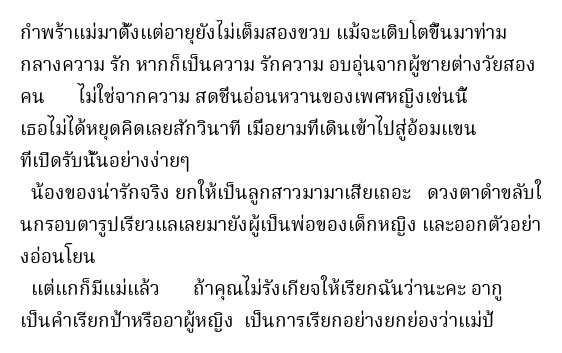 กำพร้าแม่มาตั้งแต่อายุยังไม่เต็มสองขวบ แม้จะเติบโตขึ้นมาท่าม
กลางความ รัก หากก็เป็นความ รักความ อบอุ่นจากผู้ชายต่างวัยสอง
คน ไม่ใช่จากความ สดชื่นอ่อนหวานของเพศหญิงเช่นนี้
เธอไม่ได้หยุดคิดเลยสักวินาที เมื่อยามที่เดินเข้าไปสู่อ้อมแขน
ที่เปิดรับนั้นอย่างง่ายๆ
น้องของน่ารักจริง ยกให้เป็นลูกสาวมามาเสียเถอะ ดวงตาดำขลับใ
นกรอบตารูปเรียวแลเลยมายังผู้เป็นพ่อของเด็กหญิง และออกตัวอย่า
งอ่อนโยน
แต่แกก็มีแม่แล้ว ถ้าคุณไม่รังเกียจให้เรียกฉันว่านะคะ อากู
เป็นคำเรียกป้าหรืออาผู้หญิง เป็นการเรียกอย่างยกย่องว่าแม่ป้